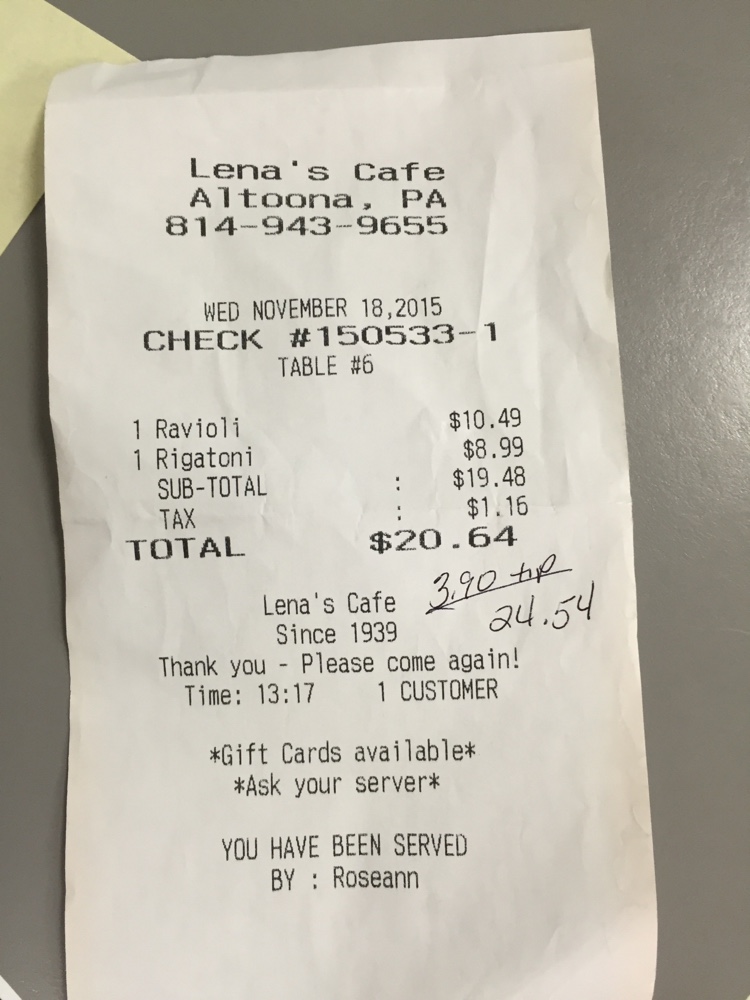 Lena's Cafe
Altoona, PA
814-943-9655
WED NOVEMBER 18,2015
CHECK #150533-1
TABLE #6
1 Ravioli $10.49
1 Rigatoni $8.99
SUB-TOTAL : $19.48
TAX : $1.16
TOTAL $20.64
3.90 tip
24.54
Lena's Cafe
Since 1939
Thank you - Please come again!
Time: 13:17 1 CUSTOMER
*Gift Cards available*
*Ask your server*
YOU HAVE BEEN SERVED
BY : Roseann